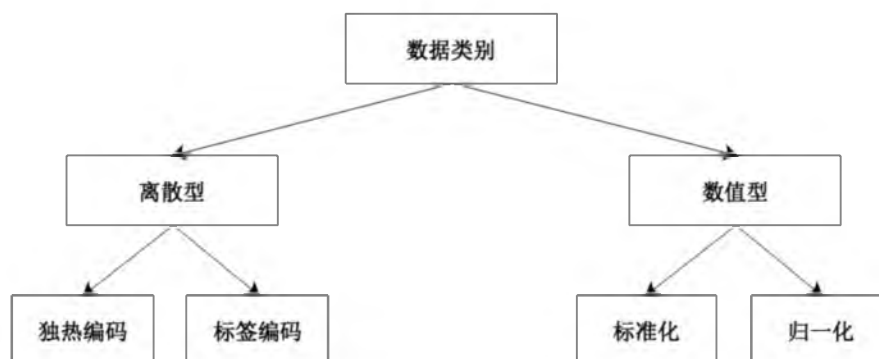 数据类别
离散型
数值型
独热编码
标签编码
标准化
归一化